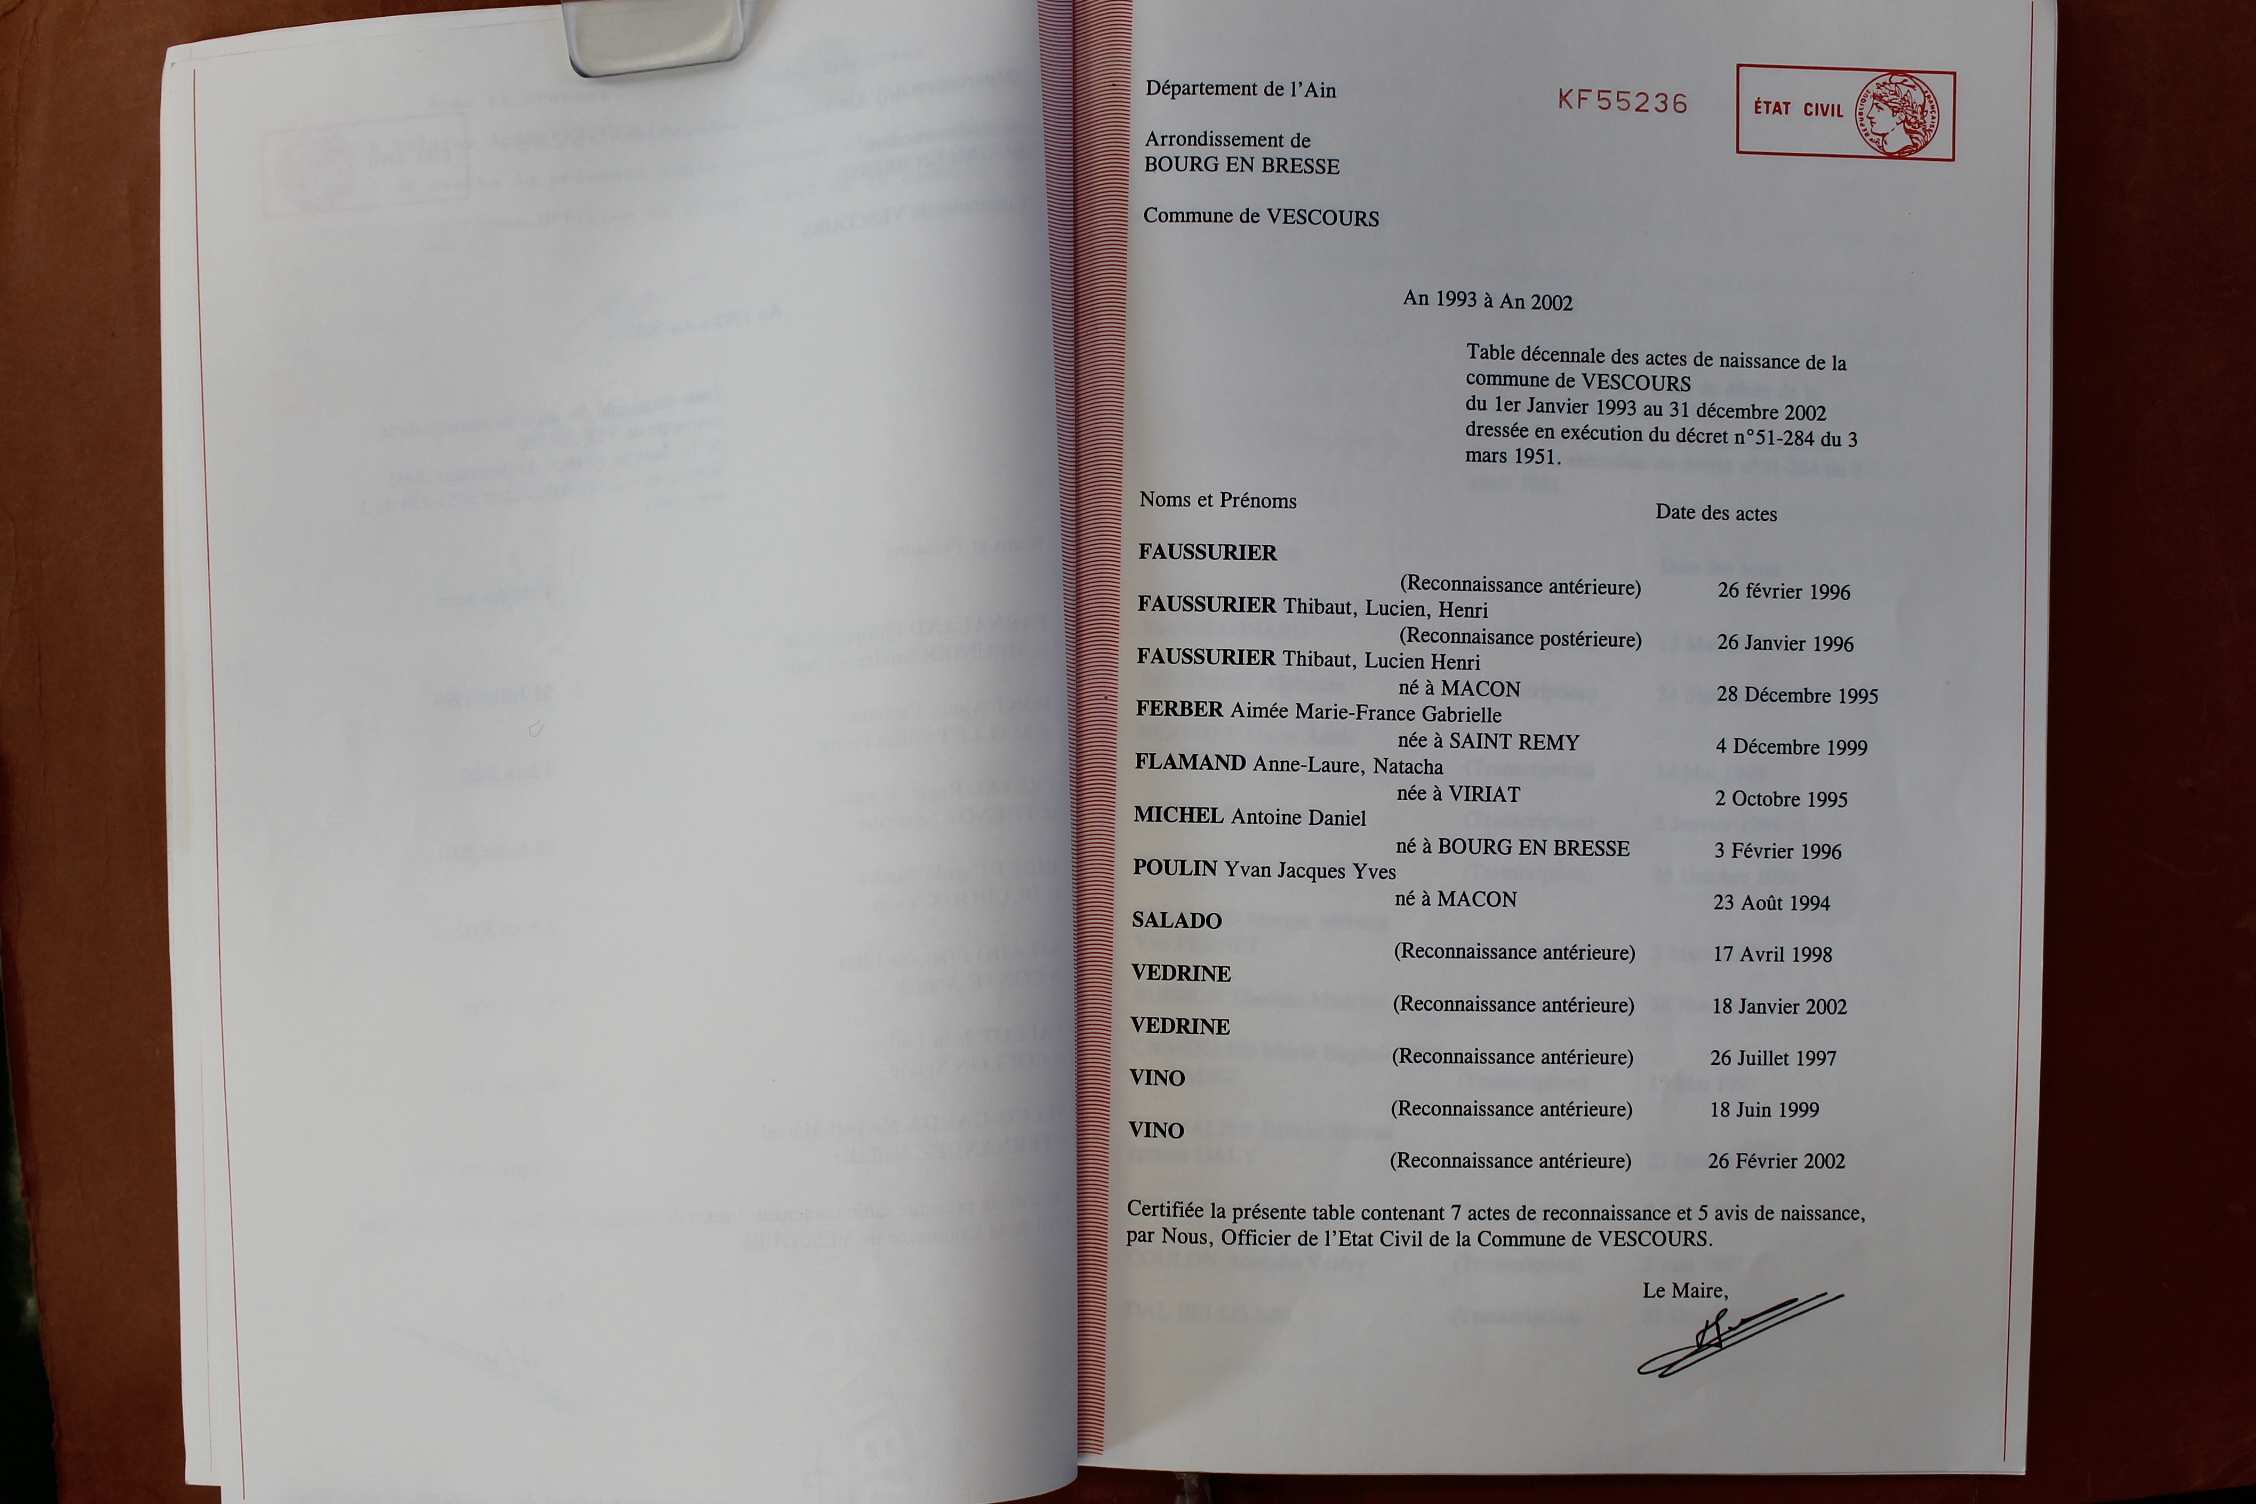 Département de l'Ain
KF55236
ÉTAT CIVIL
RÉPUBLIQUE FRANÇAISE
Arrondissement de
BOURG EN BRESSE
Commune de VESCOURS
An 1993 à An 2002
Table décennale des actes de naissance de la
commune de VESCOURS
du 1er Janvier 1993 au 31 décembre 2002
dressée en exécution du décret n°51-284 du 3
mars 1951.
Noms et Prénoms Date des actes
FAUSSURIER
(Reconnaissance antérieure) 26 février 1996
FAUSSURIER Thibaut, Lucien, Henri
(Reconnaisance postérieure) 26 Janvier 1996
FAUSSURIER Thibaut, Lucien Henri
né à MACON 28 Décembre 1995
FERBER Aimée Marie-France Gabrielle
née à SAINT REMY 4 Décembre 1999
FLAMAND Anne-Laure, Natacha
née à VIRIAT 2 Octobre 1995
MICHEL Antoine Daniel
né à BOURG EN BRESSE 3 Février 1996
POULIN Yvan Jacques Yves
né à MACON 23 Août 1994
SALADO
(Reconnaissance antérieure) 17 Avril 1998
VEDRINE
(Reconnaissance antérieure) 18 Janvier 2002
VEDRINE
(Reconnaissance antérieure) 26 Juillet 1997
VINO
(Reconnaissance antérieure) 18 Juin 1999
VINO
(Reconnaissance antérieure) 26 Février 2002
Certifiée la présente table contenant 7 actes de reconnaissance et 5 avis de naissance,
par Nous, Officier de l'Etat Civil de la Commune de VESCOURS.
Le Maire,